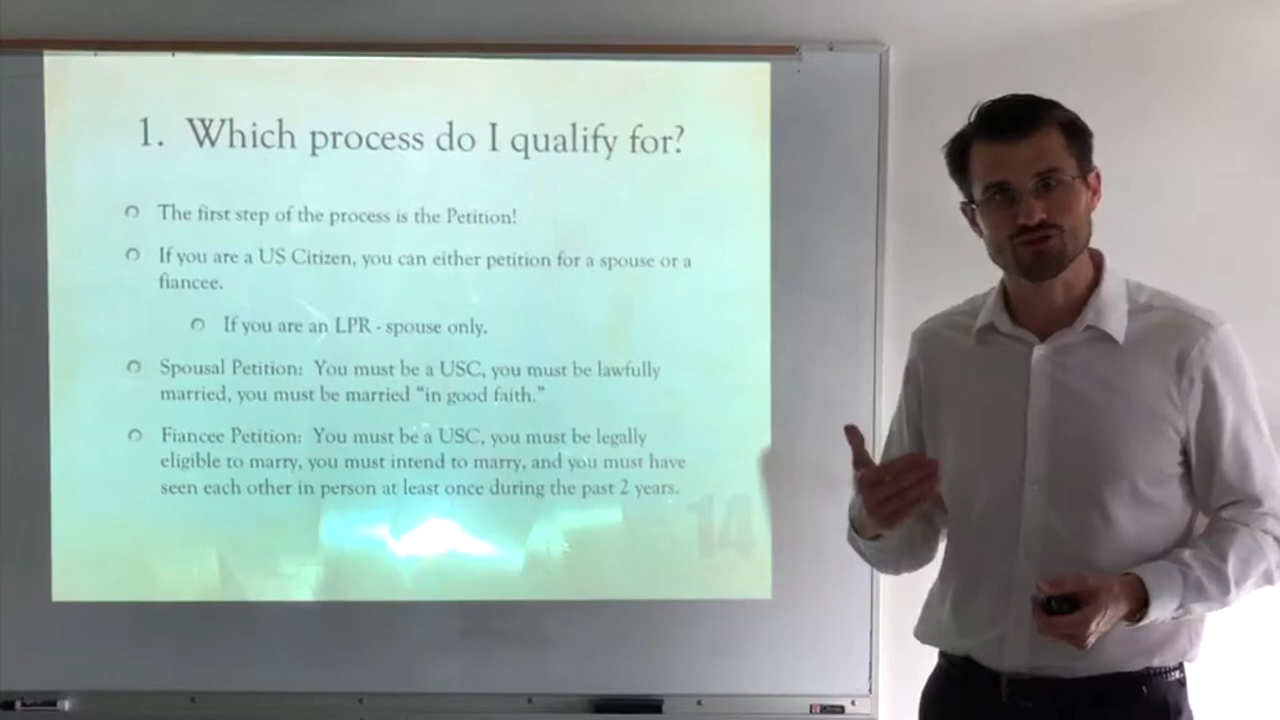 1. Which process do I qualify for?
The first step of the process is the Petition!
If you are a US Citizen, you can either petition for a spouse or a
fiancee.
If you are an LPR - spouse only.
Spousal Petition: You must be a USC, you must be lawfully
married, you must be married "in good faith."
Fiancee Petition: You must be a USC, you must be legally
eligible to marry, you must intend to marry, and you must have
seen each other in person at least once during the past 2 years.
14